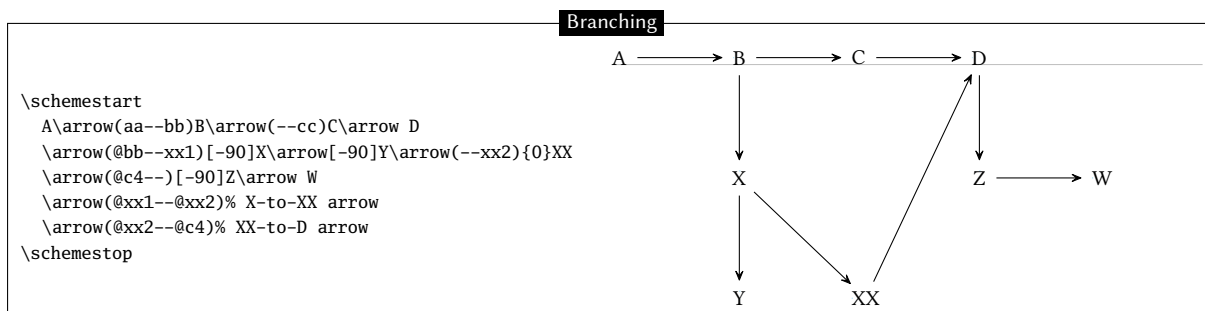 Branching
\schemestart
A\arrow(aa--bb)B\arrow(--cc)C\arrow D
\arrow(@bb--xx1)[-90]X\arrow[-90]Y\arrow(--xx2){0}XX
\arrow(@c4--)[-90]Z\arrow W
\arrow(@xx1--@xx2)% X-to-XX arrow
\arrow(@xx2--@c4)% XX-to-D arrow
\schemestop
A B C D
X Z W
Y XX